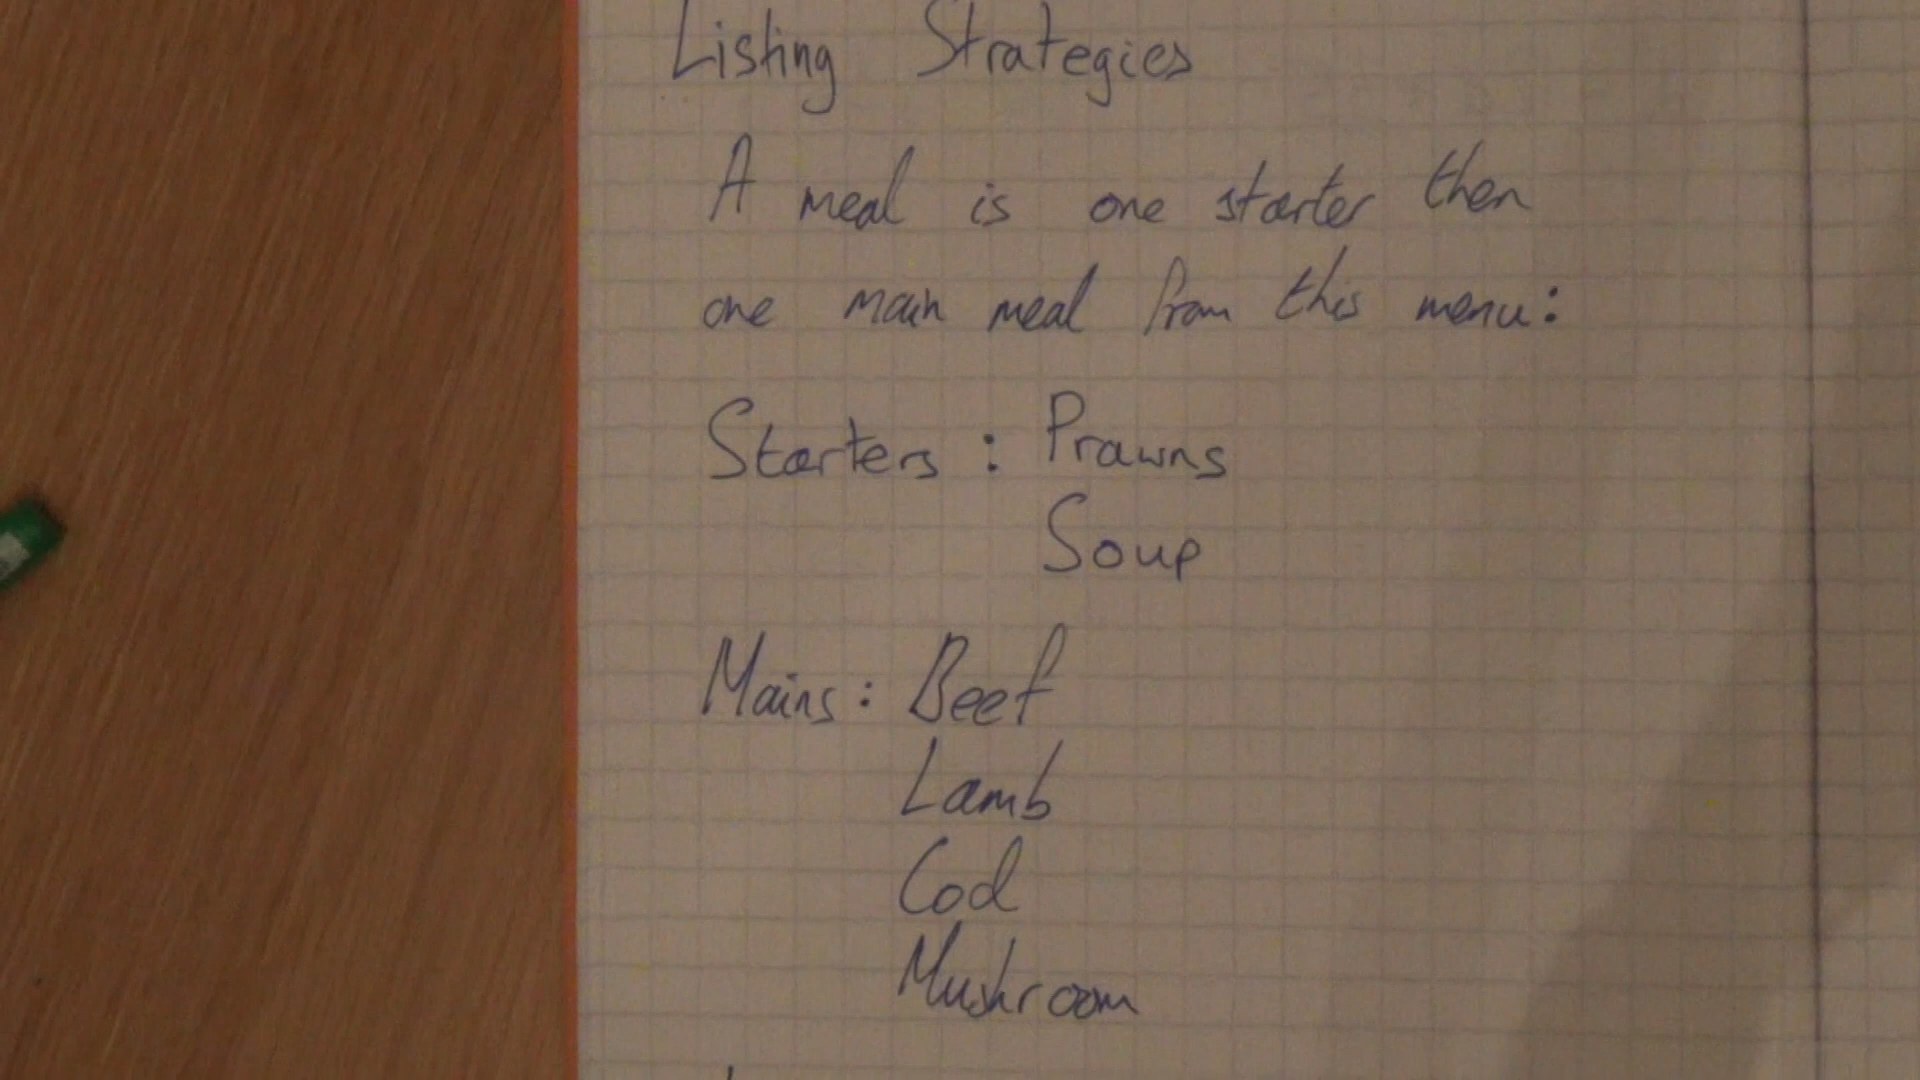 Listing Strategies
A meal is one starter then
one main meal from this menu:
Starters : Prawns
Soup
Mains : Beef
Lamb
Cod
Mushroom